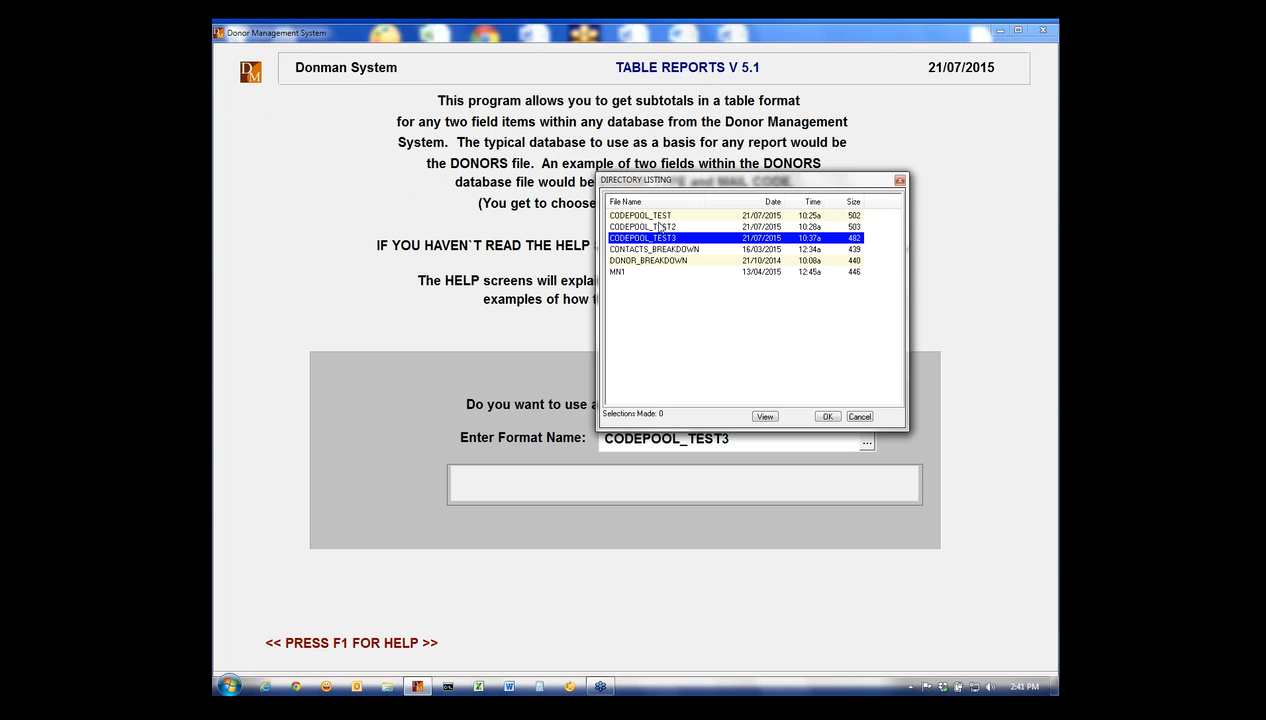 Donor Management System
DM
Donman System
TABLE REPORTS V 5.1
21/07/2015
This program allows you to get subtotals in a table format
for any two field items within any database from the Donor Management
System. The typical database to use as a basis for any report would be
the DONORS file. An example of two fields within the DONORS
database file would be
and MAIL CODE.
(You get to choose
IF YOU HAVEN`T READ THE HELP
The HELP screens will explai
examples of how t
DIRECTORY LISTING
File Name Date Time Size
CODEPOOL_TEST 21/07/2015 10:25a 502
CODEPOOL_TEST2 21/07/2015 10:28a 503
CODEPOOL_TEST3 21/07/2015 10:37a 482
CONTACTS_BREAKDOWN 16/03/2015 12:34a 439
DONOR_BREAKDOWN 21/10/2014 10:08a 440
MN1 13/04/2015 12:45a 446
Selections Made: 0
View OK Cancel
Do you want to use a
Enter Format Name: CODEPOOL_TEST3 ...
<< PRESS F1 FOR HELP >>
2:41 PM